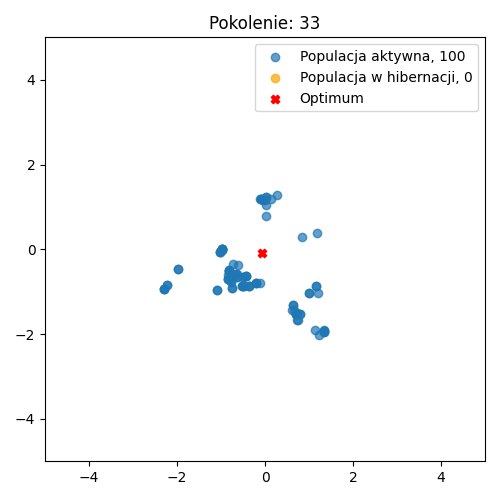 Pokolenie: 33
Populacja aktywna, 100
Populacja w hibernacji, 0
Optimum
4
2
0
−2
−4
−4
−2
0
2
4